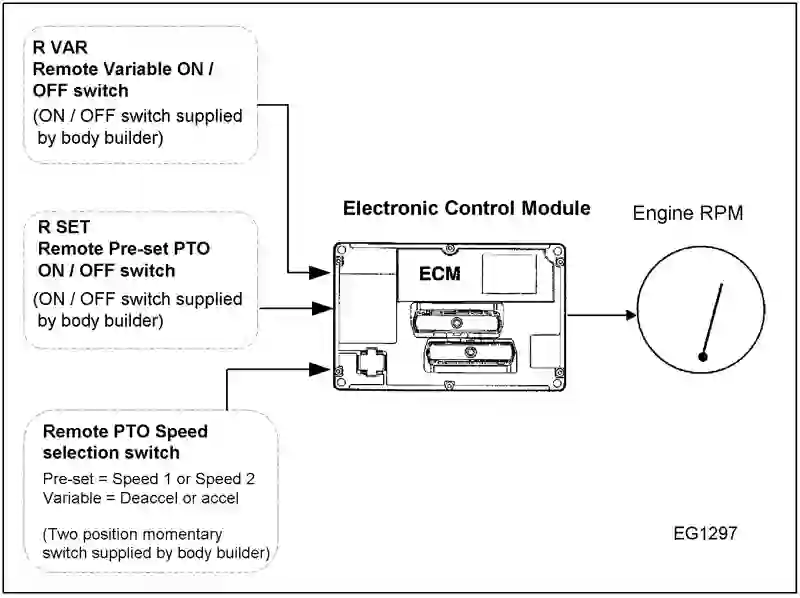 R VAR
Remote Variable ON /
OFF switch
(ON / OFF switch supplied
by body builder)
R SET
Remote Pre-set PTO
ON / OFF switch
(ON / OFF switch supplied
by body builder)
Remote PTO Speed
selection switch
Pre-set = Speed 1 or Speed 2
Variable = Deaccel or accel
(Two position momentary
switch supplied by body builder)
Electronic Control Module
ECM
Engine RPM
EG1297